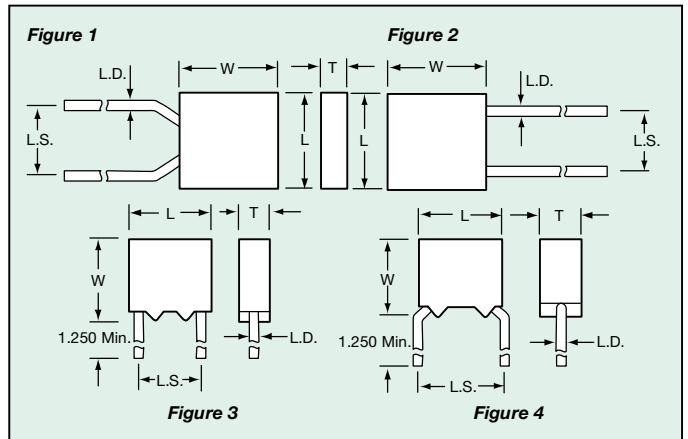 Figure 1
Figure 2
L.D.
W
T
W
L.D.
L.S.
L
L
L.S.
L
T
L
T
W
W
1.250 Min.
L.D.
1.250 Min.
L.D.
L.S.
L.S.
Figure 3
Figure 4